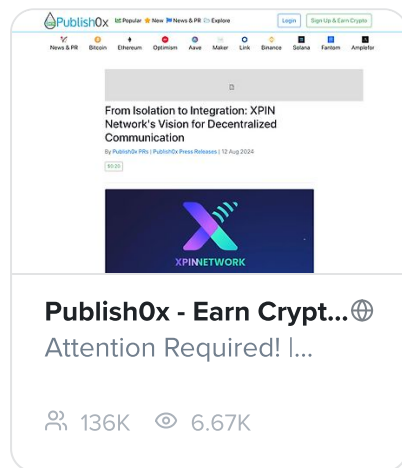 Publish0x Popular New News & PR Explore Login Sign Up & Earn Crypto
News & PR Bitcoin Ethereum Optimism Aave Maker Link Binance Solana Fantom Ampleforth
From Isolation to Integration: XPIN
Network's Vision for Decentralized
Communication
By Publish0x PRs | Publish0x Press Releases | 12 Aug 2024
$0.20
XPINNETWORK
Publish0x - Earn Crypt...
Attention Required! |...
136K 6.67K